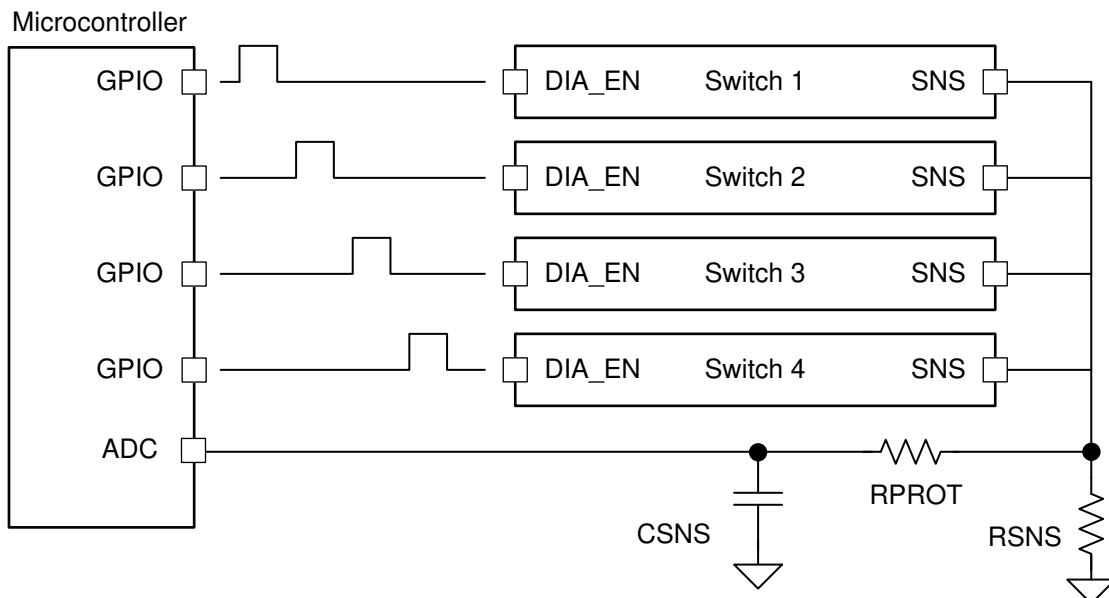 Microcontroller
GPIO DIA_EN Switch 1 SNS
GPIO DIA_EN Switch 2 SNS
GPIO DIA_EN Switch 3 SNS
GPIO DIA_EN Switch 4 SNS
ADC
RPROT
CSNS
RSNS